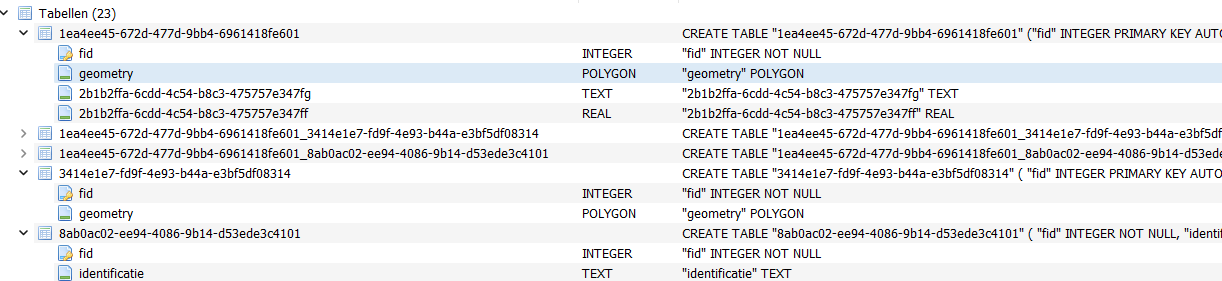 Tabellen (23)
1ea4ee45-672d-477d-9bb4-6961418fe601 CREATE TABLE "1ea4ee45-672d-477d-9bb4-6961418fe601" ("fid" INTEGER PRIMARY KEY AUTO
fid INTEGER "fid" INTEGER NOT NULL
geometry POLYGON "geometry" POLYGON
2b1b2ffa-6cdd-4c54-b8c3-475757e347fg TEXT "2b1b2ffa-6cdd-4c54-b8c3-475757e347fg" TEXT
2b1b2ffa-6cdd-4c54-b8c3-475757e347ff REAL "2b1b2ffa-6cdd-4c54-b8c3-475757e347ff" REAL
1ea4ee45-672d-477d-9bb4-6961418fe601_3414e1e7-fd9f-4e93-b44a-e3bf5df08314 CREATE TABLE "1ea4ee45-672d-477d-9bb4-6961418fe601_3414e1e7-fd9f-4e93-b44a-e3bf5df
1ea4ee45-672d-477d-9bb4-6961418fe601_8ab0ac02-ee94-4086-9b14-d53ede3c4101 CREATE TABLE "1ea4ee45-672d-477d-9bb4-6961418fe601_8ab0ac02-ee94-4086-9b14-d53ede
3414e1e7-fd9f-4e93-b44a-e3bf5df08314 CREATE TABLE "3414e1e7-fd9f-4e93-b44a-e3bf5df08314" ( "fid" INTEGER PRIMARY KEY AUTO
fid INTEGER "fid" INTEGER NOT NULL
geometry POLYGON "geometry" POLYGON
8ab0ac02-ee94-4086-9b14-d53ede3c4101 CREATE TABLE "8ab0ac02-ee94-4086-9b14-d53ede3c4101" ( "fid" INTEGER NOT NULL, "identif
fid INTEGER "fid" INTEGER NOT NULL
identificatie TEXT "identificatie" TEXT